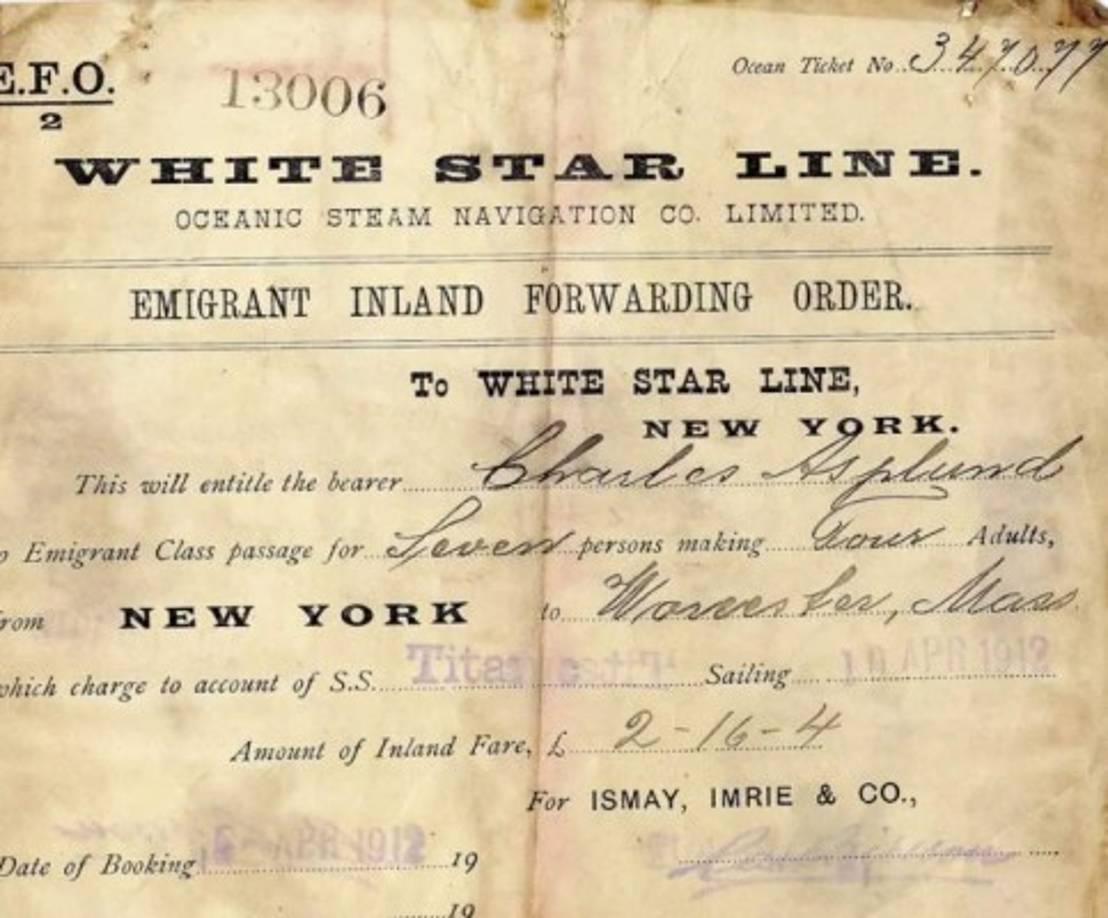 E.F.O.
2
13006
Ocean Ticket No. 347077
WHITE STAR LINE.
OCEANIC STEAM NAVIGATION CO. LIMITED.
EMIGRANT INLAND FORWARDING ORDER.
To WHITE STAR LINE,
NEW YORK.
This will entitle the bearer Charles Asplund
o Emigrant Class passage for Seven persons making Four Adults,
rom NEW YORK to Worcester, Mass
which charge to account of S.S. Titanic Sailing 10 APR 1912
Amount of Inland Fare, £ 2-16-4
For ISMAY, IMRIE & CO.,
Date of Booking APR 1912 19
19